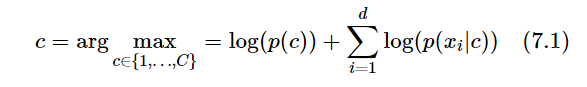 c = arg max_{c∈{1,...,C}} = log(p(c)) + ∑_{i=1}^{d} log(p(x_i|c)) (7.1)